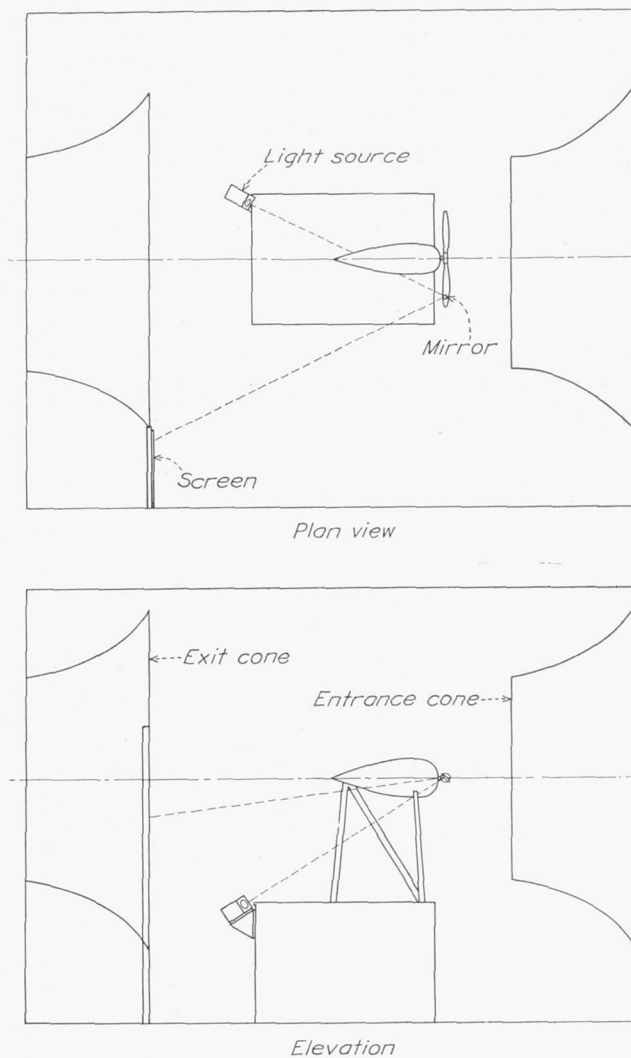 Light source
Mirror
Screen
Plan view
Exit cone
Entrance cone
Elevation